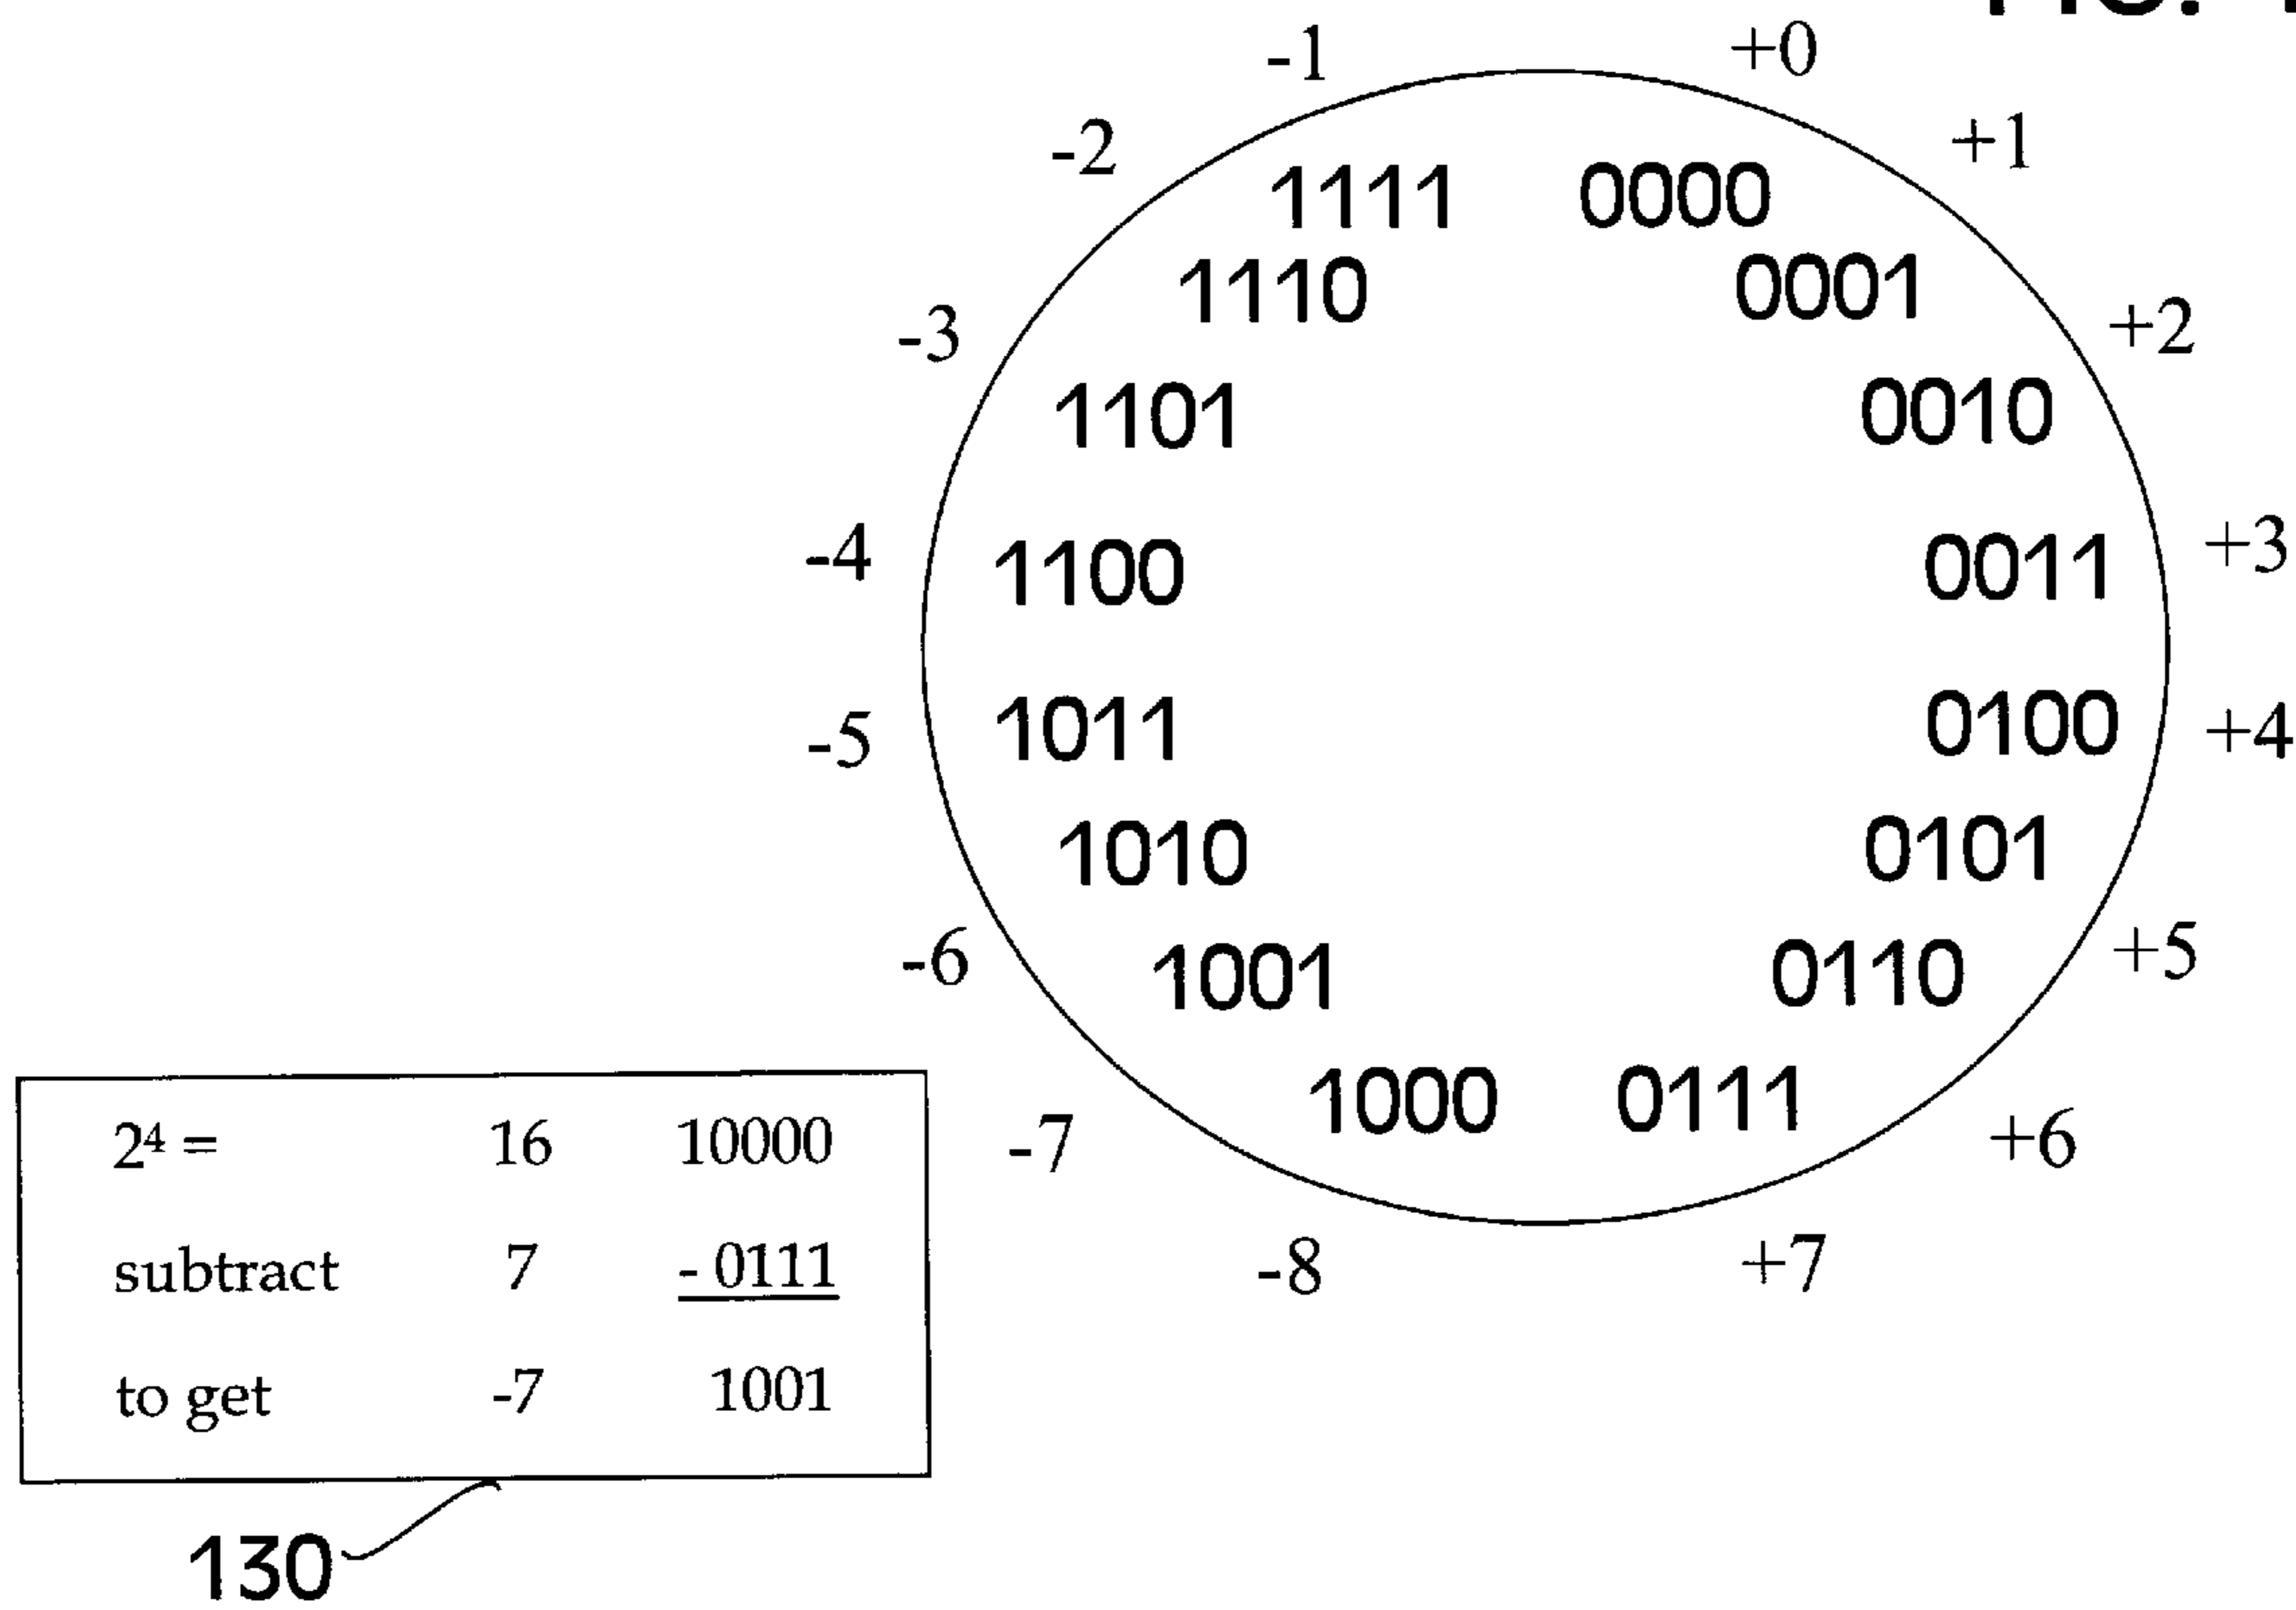 -1 +0
-2 +1
1111 0000
1110 0001
-3 +2
1101 0010
-4 1100 0011 +3
-5 1011 0100 +4
1010 0101
-6 1001 0110 +5
1000 0111
-7 +6
-8 +7
2⁴ = 16 10000
subtract 7 - 0111
to get -7 1001
130